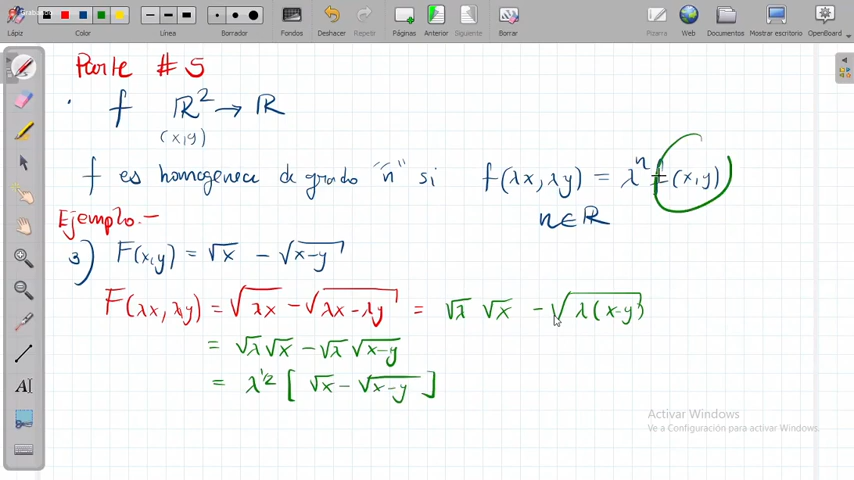 Lápiz Línea Borrador Fondos Deshacer Repetir Páginas Anterior Siguiente Borrar Pizarra Web Documentos Mostrar escritorio OpenBoard
Parte # 5
f ℝ² → ℝ
(x,y)
f es homogenea de grado "n" si f(λx, λy) = λⁿ f(x,y)
n ∈ ℝ
Ejemplo.-
3) F(x,y) = √x - √(x-y)
F(λx, λy) = √(λx) - √(λx-λy) = √λ √x - √(λ(x-y))
= √λ √x - √λ √(x-y)
= λ^(1/2) [ √x - √(x-y) ]
Activar Windows
Ve a Configuración para activar Windows.